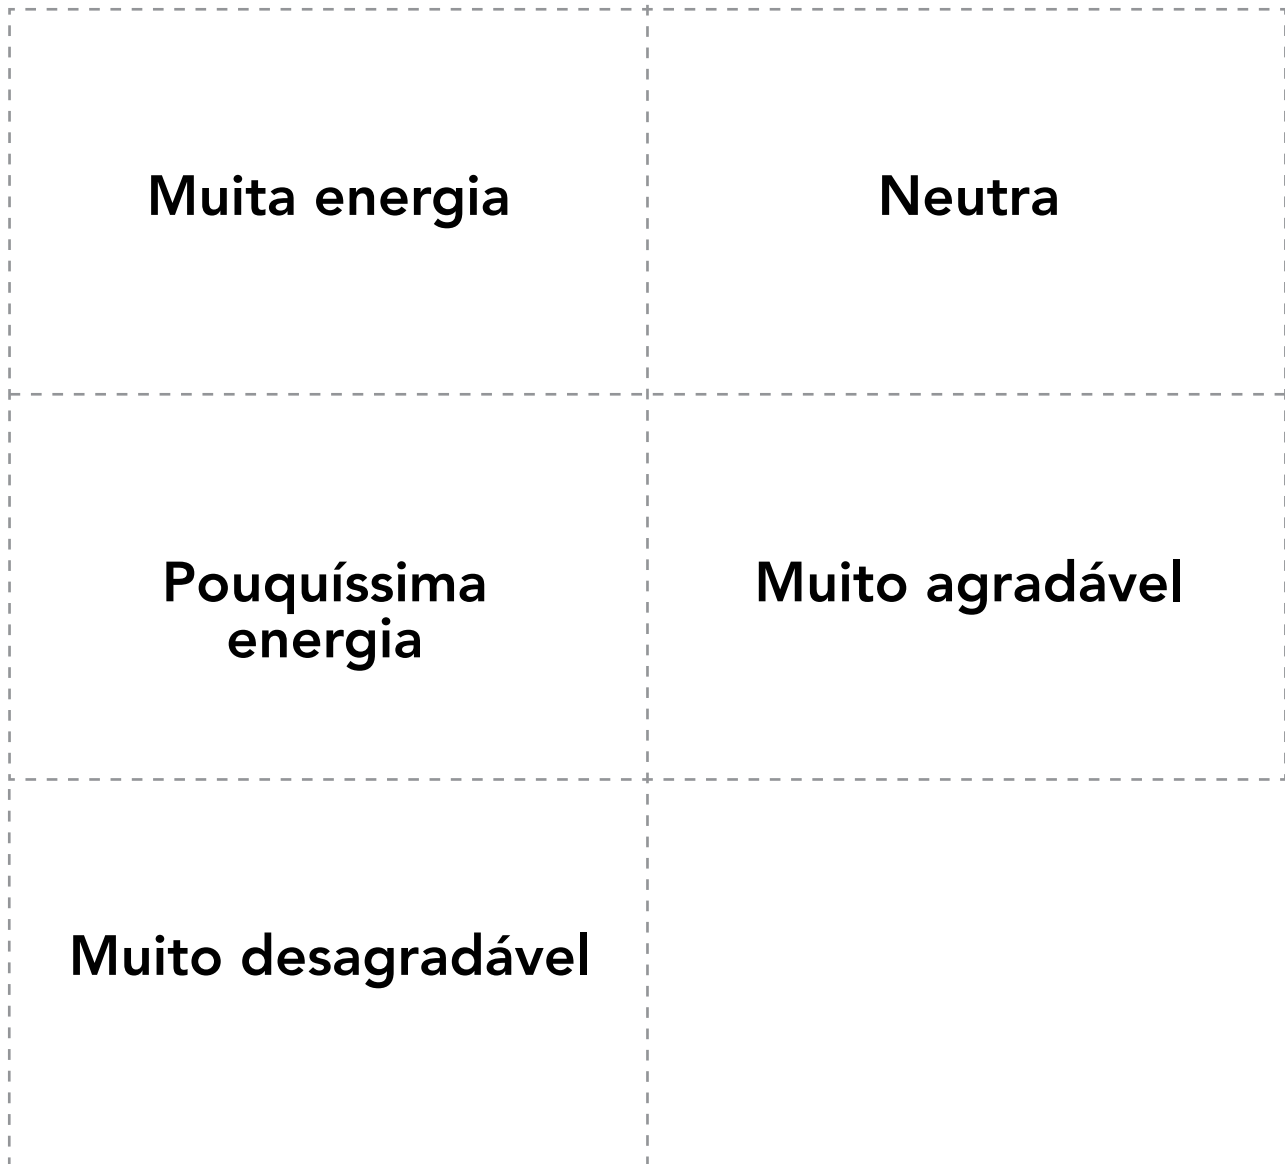 Muita energia
Neutra
Pouquíssima
energia
Muito agradável
Muito desagradável